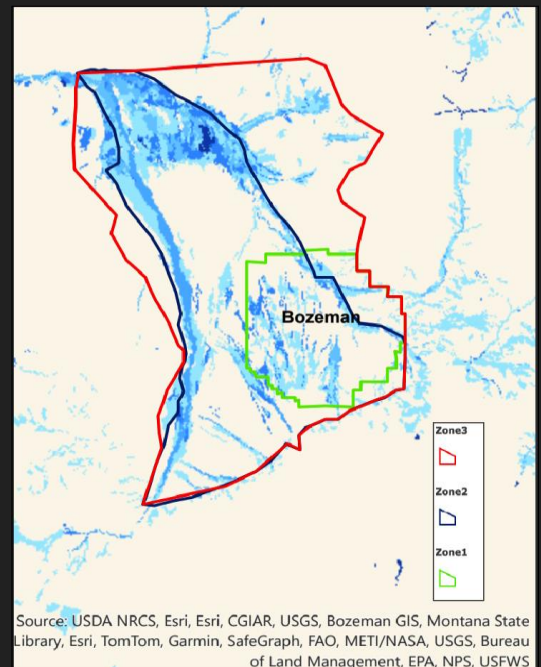 Bozeman
Zone3
Zone2
Zone1
Source: USDA NRCS, Esri, Esri, CGIAR, USGS, Bozeman GIS, Montana State
Library, Esri, TomTom, Garmin, SafeGraph, FAO, METI/NASA, USGS, Bureau
of Land Management, EPA, NPS, USFWS